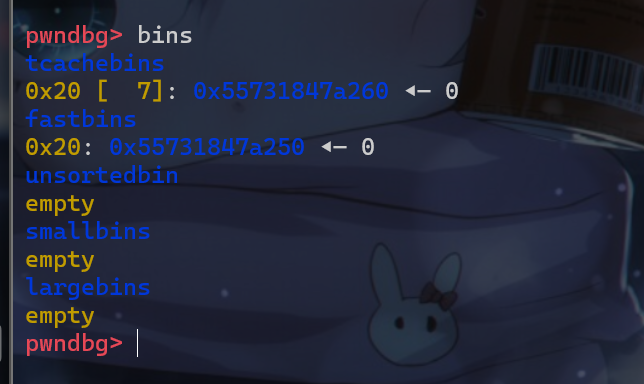 pwndbg> bins
tcachebins
0x20 [  7]: 0x55731847a260 ◂— 0
fastbins
0x20: 0x55731847a250 ◂— 0
unsortedbin
empty
smallbins
empty
largebins
empty
pwndbg>